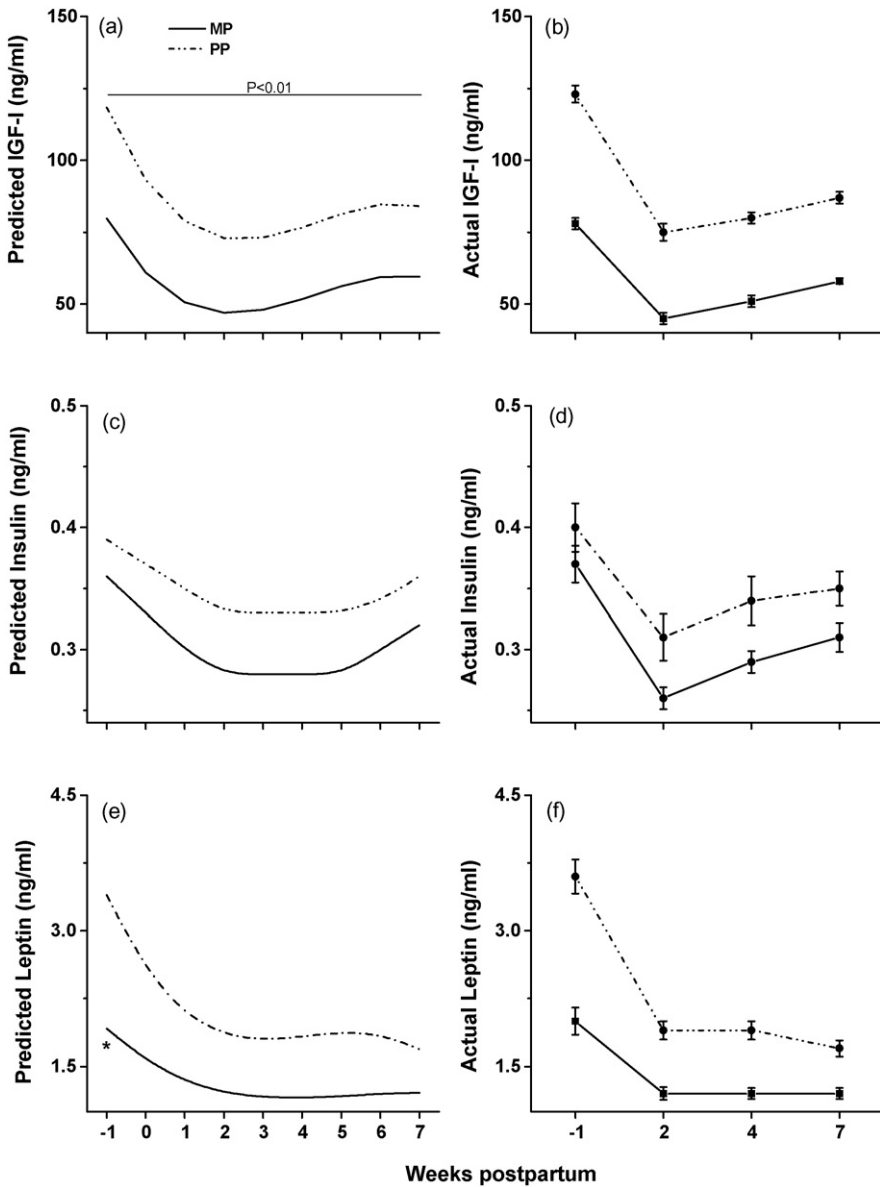 (a)
MP
PP
P<0.01
150
100
50
Predicted IGF-I (ng/ml)
(b)
150
100
50
Actual IGF-I (ng/ml)
(c)
0.5
0.4
0.3
Predicted Insulin (ng/ml)
(d)
0.5
0.4
0.3
Actual Insulin (ng/ml)
(e)
4.5
3.0
1.5
*
Predicted Leptin (ng/ml)
-1 0 1 2 3 4 5 6 7
(f)
4.5
3.0
1.5
Actual Leptin (ng/ml)
-1 2 4 7
Weeks postpartum